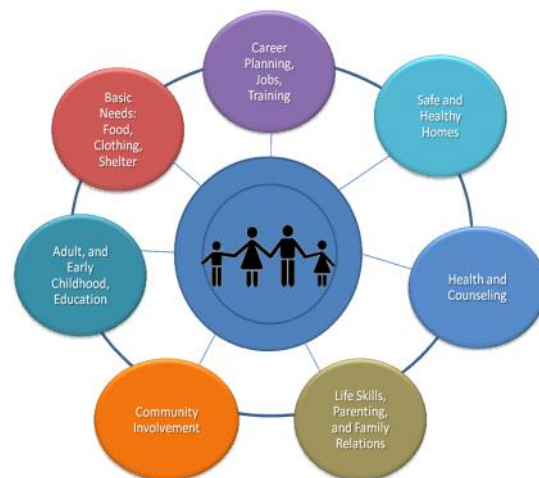 Career
Planning,
Jobs,
Training
Safe and
Healthy
Homes
Health and
Counseling
Life Skills,
Parenting,
and Family
Relations
Community
Involvement
Adult, and
Early
Childhood,
Education
Basic
Needs:
Food,
Clothing,
Shelter